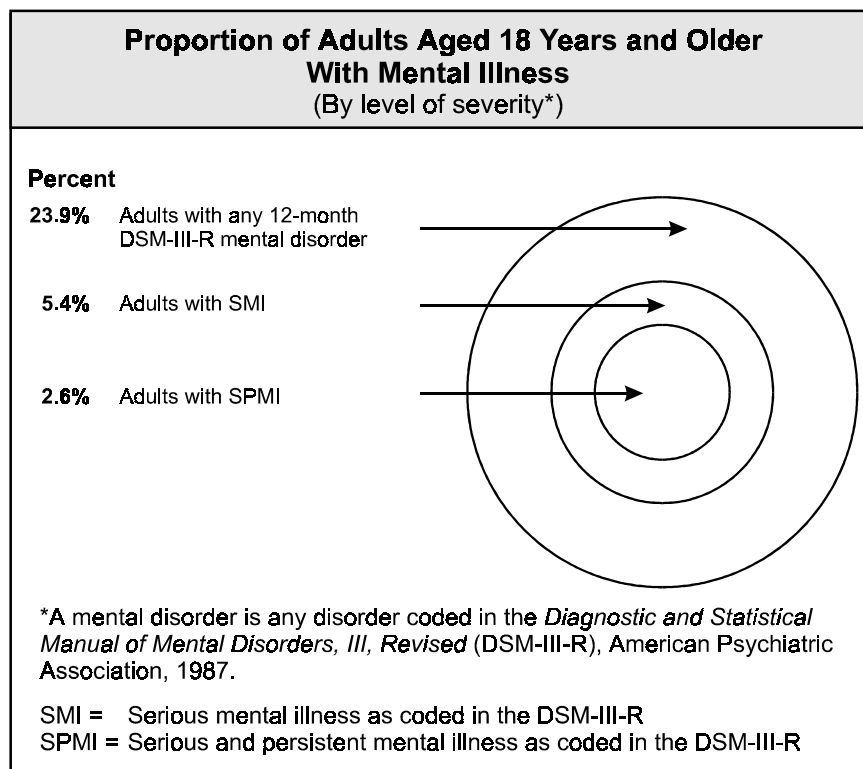 Proportion of Adults Aged 18 Years and Older
With Mental Illness
(By level of severity*)
Percent
23.9% Adults with any 12-month
DSM-III-R mental disorder
5.4% Adults with SMI
2.6% Adults with SPMI
*A mental disorder is any disorder coded in the Diagnostic and Statistical
Manual of Mental Disorders, III, Revised (DSM-III-R), American Psychiatric
Association, 1987.
SMI = Serious mental illness as coded in the DSM-III-R
SPMI = Serious and persistent mental illness as coded in the DSM-III-R